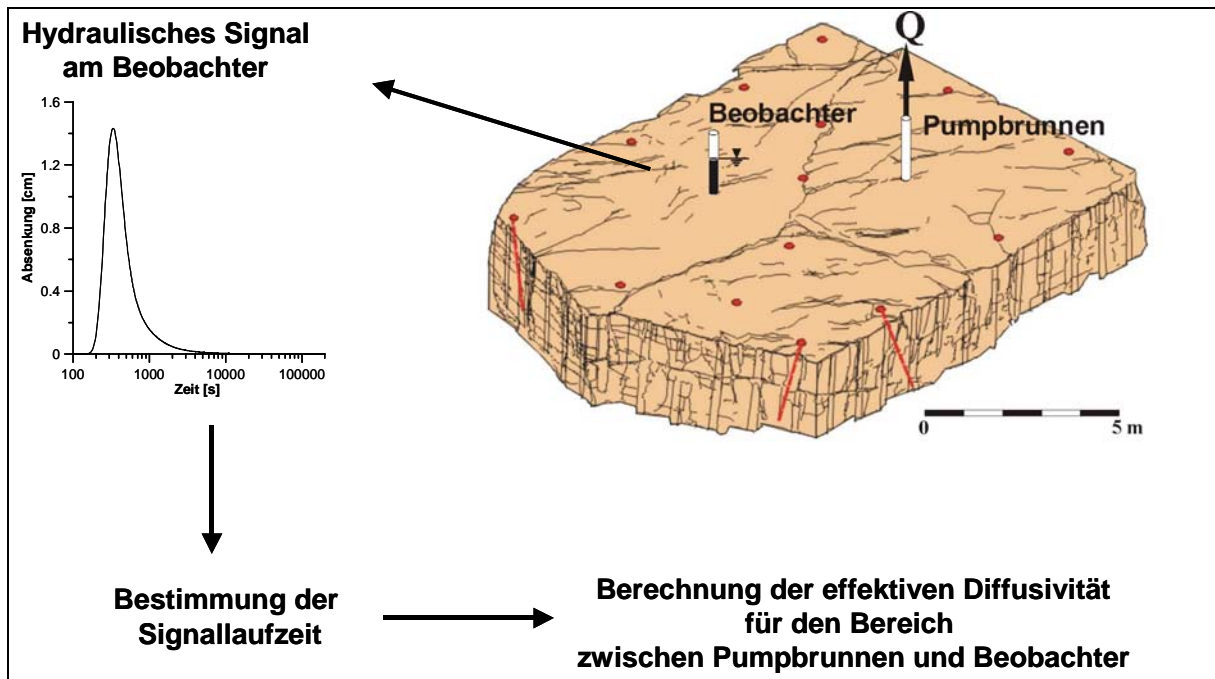 Hydraulisches Signal
am Beobachter
1.6
1.2
0.8
0.4
0
Absenkung [cm]
100 1000 10000 100000
Zeit [s]
Q
Beobachter
Pumpbrunnen
0 5 m
Bestimmung der
Signallaufzeit
Berechnung der effektiven Diffusivität
für den Bereich
zwischen Pumpbrunnen und Beobachter